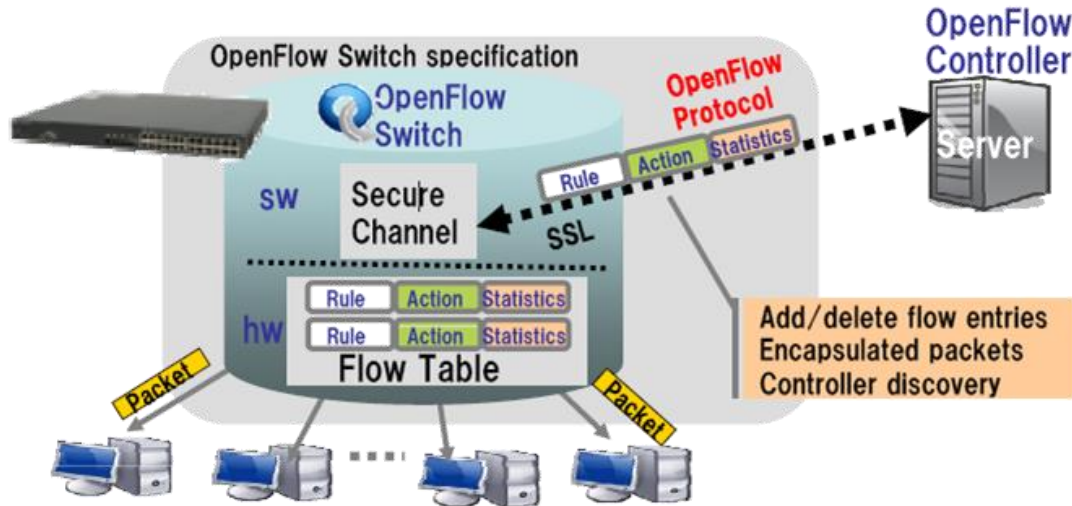 OpenFlow
Controller
OpenFlow Switch specification
OpenFlow
Switch
OpenFlow
Protocol
Rule
Action
Statistics
Server
sw
Secure
Channel
SSL
Rule Action Statistics
hw
Rule Action Statistics
Flow Table
Add/delete flow entries
Encapsulated packets
Controller discovery
Packet
Packet